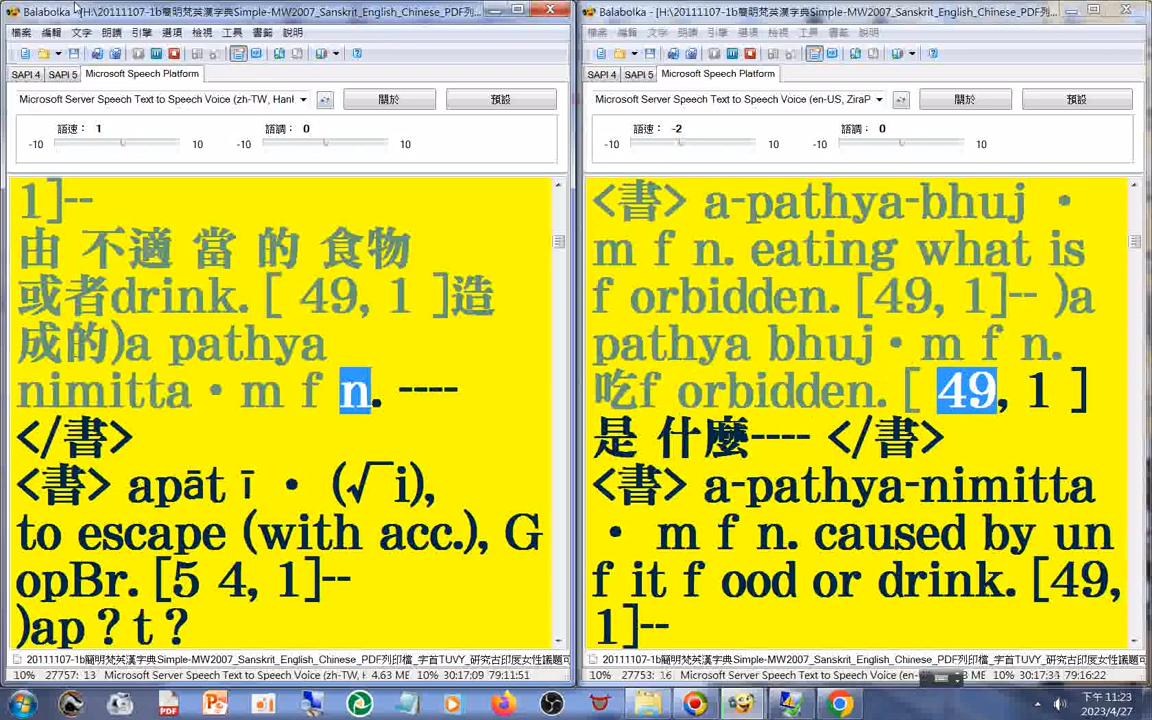 Balabolka - [H:\20111107-1b簡明梵英漢字典Simple-MW2007_Sanskrit_English_Chinese_PDF列...
檔案 編輯 文字 朗讀 引擎 選項 檢視 工具 書籤 說明
SAPI 4 SAPI 5 Microsoft Speech Platform
Microsoft Server Speech Text to Speech Voice (zh-TW, HanI 關於 預設
語速： 1 語調： 0
-10 10 -10 10
1]--
由 不適 當 的 食物
或者drink. [ 49, 1 ]造
成的)a pathya
nimitta • m f n. ----
</書>
<書> apāt ī • (√ i),
to escape (with acc.), G
opBr. [5 4, 1]--
)ap ? t ?
20111107-1b簡明梵英漢字典Simple-MW2007_Sanskrit_English_Chinese_PDF列印檔_字首TUVY_研究古印度女性議題可
10% 27757: 13 Microsoft Server Speech Text to Speech Voice (zh-TW, H 4.63 ME 10% 30:17:09 79:11:51
Balabolka - [H:\20111107-1b簡明梵英漢字典Simple-MW2007_Sanskrit_English_Chinese_PDF列印...
檔案 編輯 文字 朗讀 引擎 選項 檢視 工具 書籤 說明
SAPI 4 SAPI 5 Microsoft Speech Platform
Microsoft Server Speech Text to Speech Voice (en-US, ZiraP 關於 預設
語速： -2 語調： 0
-10 10 -10 10
<書> a-pathya-bhuj •
m f n. eating what is
f orbidden. [49, 1]-- )a
pathya bhuj • m f n.
吃f orbidden. [ 49, 1 ]
是 什麼---- </書>
<書> a-pathya-nimitta
• m f n. caused by un
f it f ood or drink. [49,
1]--
20111107-1b簡明梵英漢字典Simple-MW2007_Sanskrit_English_Chinese_PDF列印檔_字首TUVY_研究古印度女性議題可
10% 27757: 16 Microsoft Server Speech Text to Speech Voice 10% 30:17:33 79:16:22
下午 11:23
2023/4/27